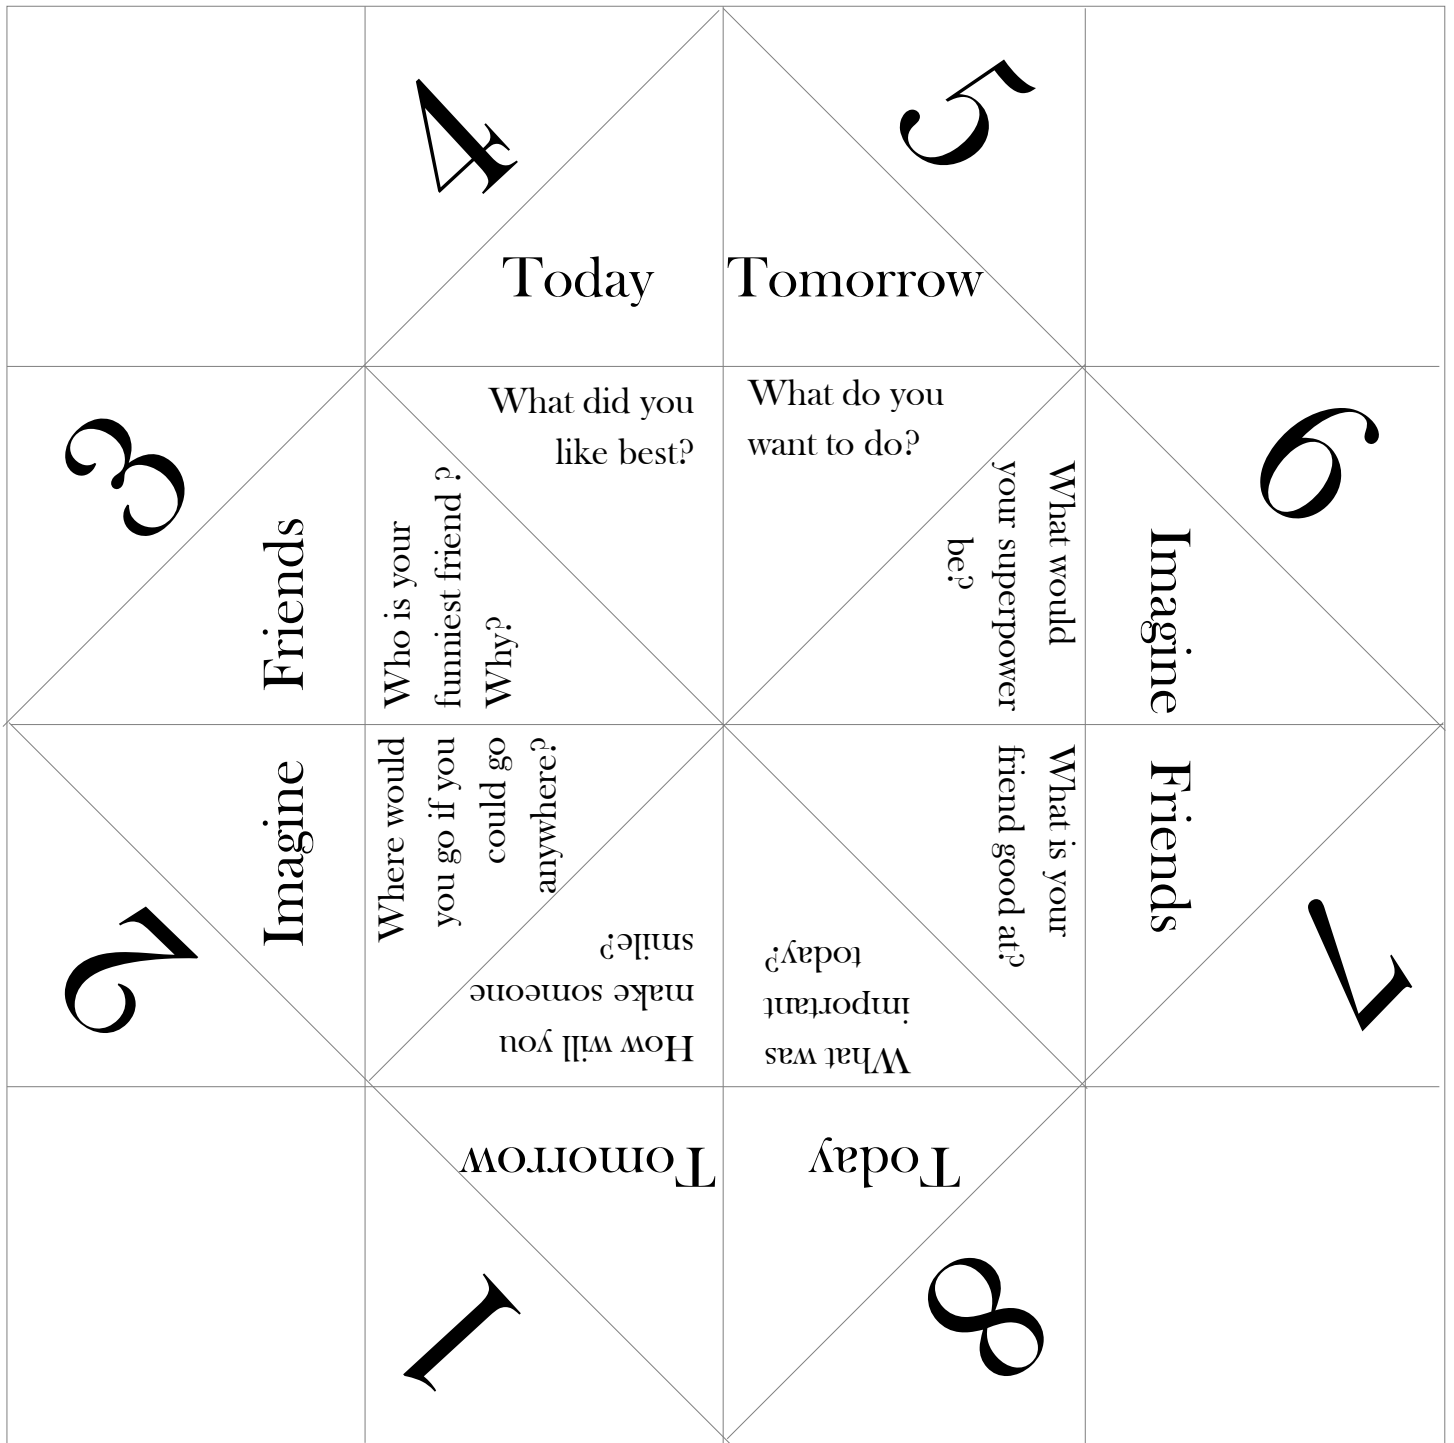 4
5
Today
Tomorrow
What did you
like best?
What do you
want to do?
3
Friends
Who is your
funniest friend ?
Why?
What would
your superpower
be?
Imagine
6
2
Imagine
Where would
you go if you
could go
anywhere?
What is your
friend good at?
Friends
7
How will you
make someone
smile?
What was
important
today?
Tomorrow
Today
1
8